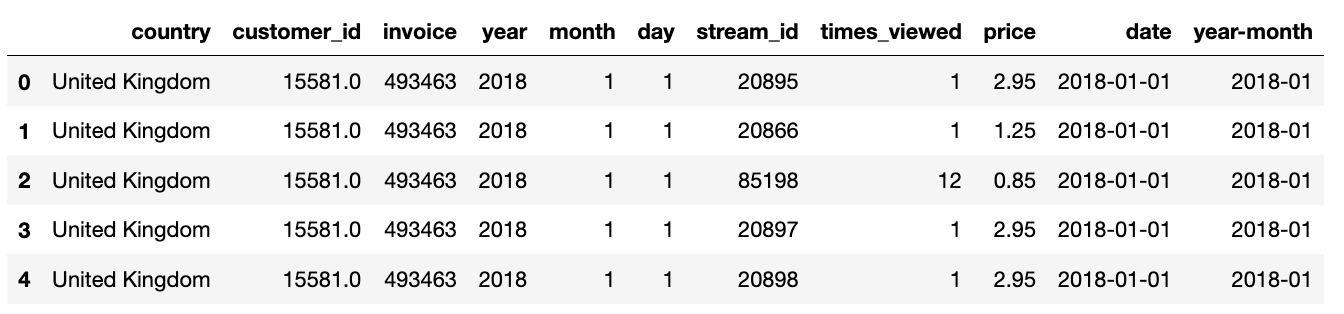 country customer_id invoice year month day stream_id times_viewed price date year-month
0 United Kingdom 15581.0 493463 2018 1 1 20895 1 2.95 2018-01-01 2018-01
1 United Kingdom 15581.0 493463 2018 1 1 20866 1 1.25 2018-01-01 2018-01
2 United Kingdom 15581.0 493463 2018 1 1 85198 12 0.85 2018-01-01 2018-01
3 United Kingdom 15581.0 493463 2018 1 1 20897 1 2.95 2018-01-01 2018-01
4 United Kingdom 15581.0 493463 2018 1 1 20898 1 2.95 2018-01-01 2018-01